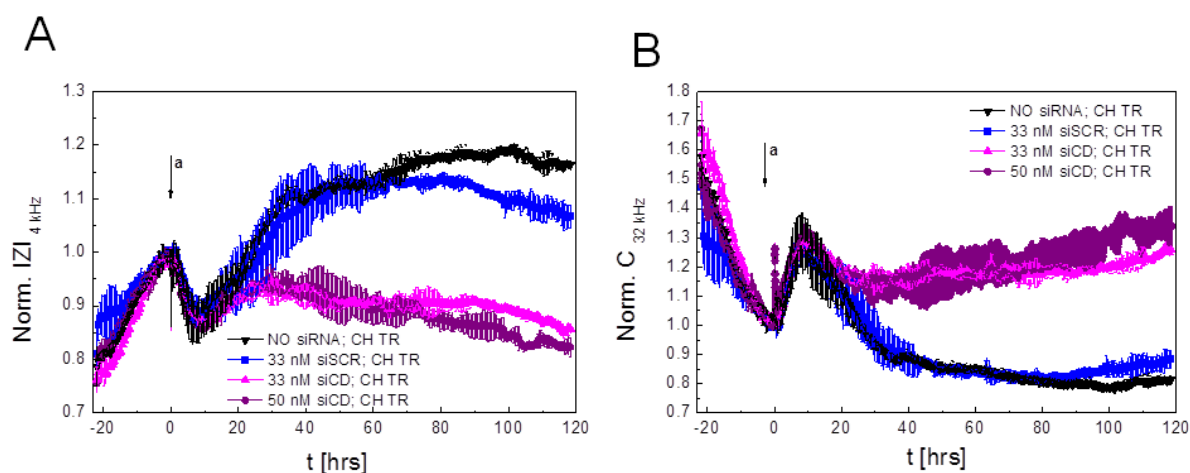 A
1.3
1.2
1.1
1.0
0.9
0.8
0.7
Norm. IZI 4 kHz
a
NO siRNA; CH TR
33 nM siSCR; CH TR
33 nM siCD; CH TR
50 nM siCD; CH TR
-20 0 20 40 60 80 100 120
t [hrs]
B
1.8
1.7
1.6
1.5
1.4
1.3
1.2
1.1
1.0
0.9
0.8
0.7
Norm. C 32 kHz
a
NO siRNA; CH TR
33 nM siSCR; CH TR
33 nM siCD; CH TR
50 nM siCD; CH TR
-20 0 20 40 60 80 100 120
t [hrs]